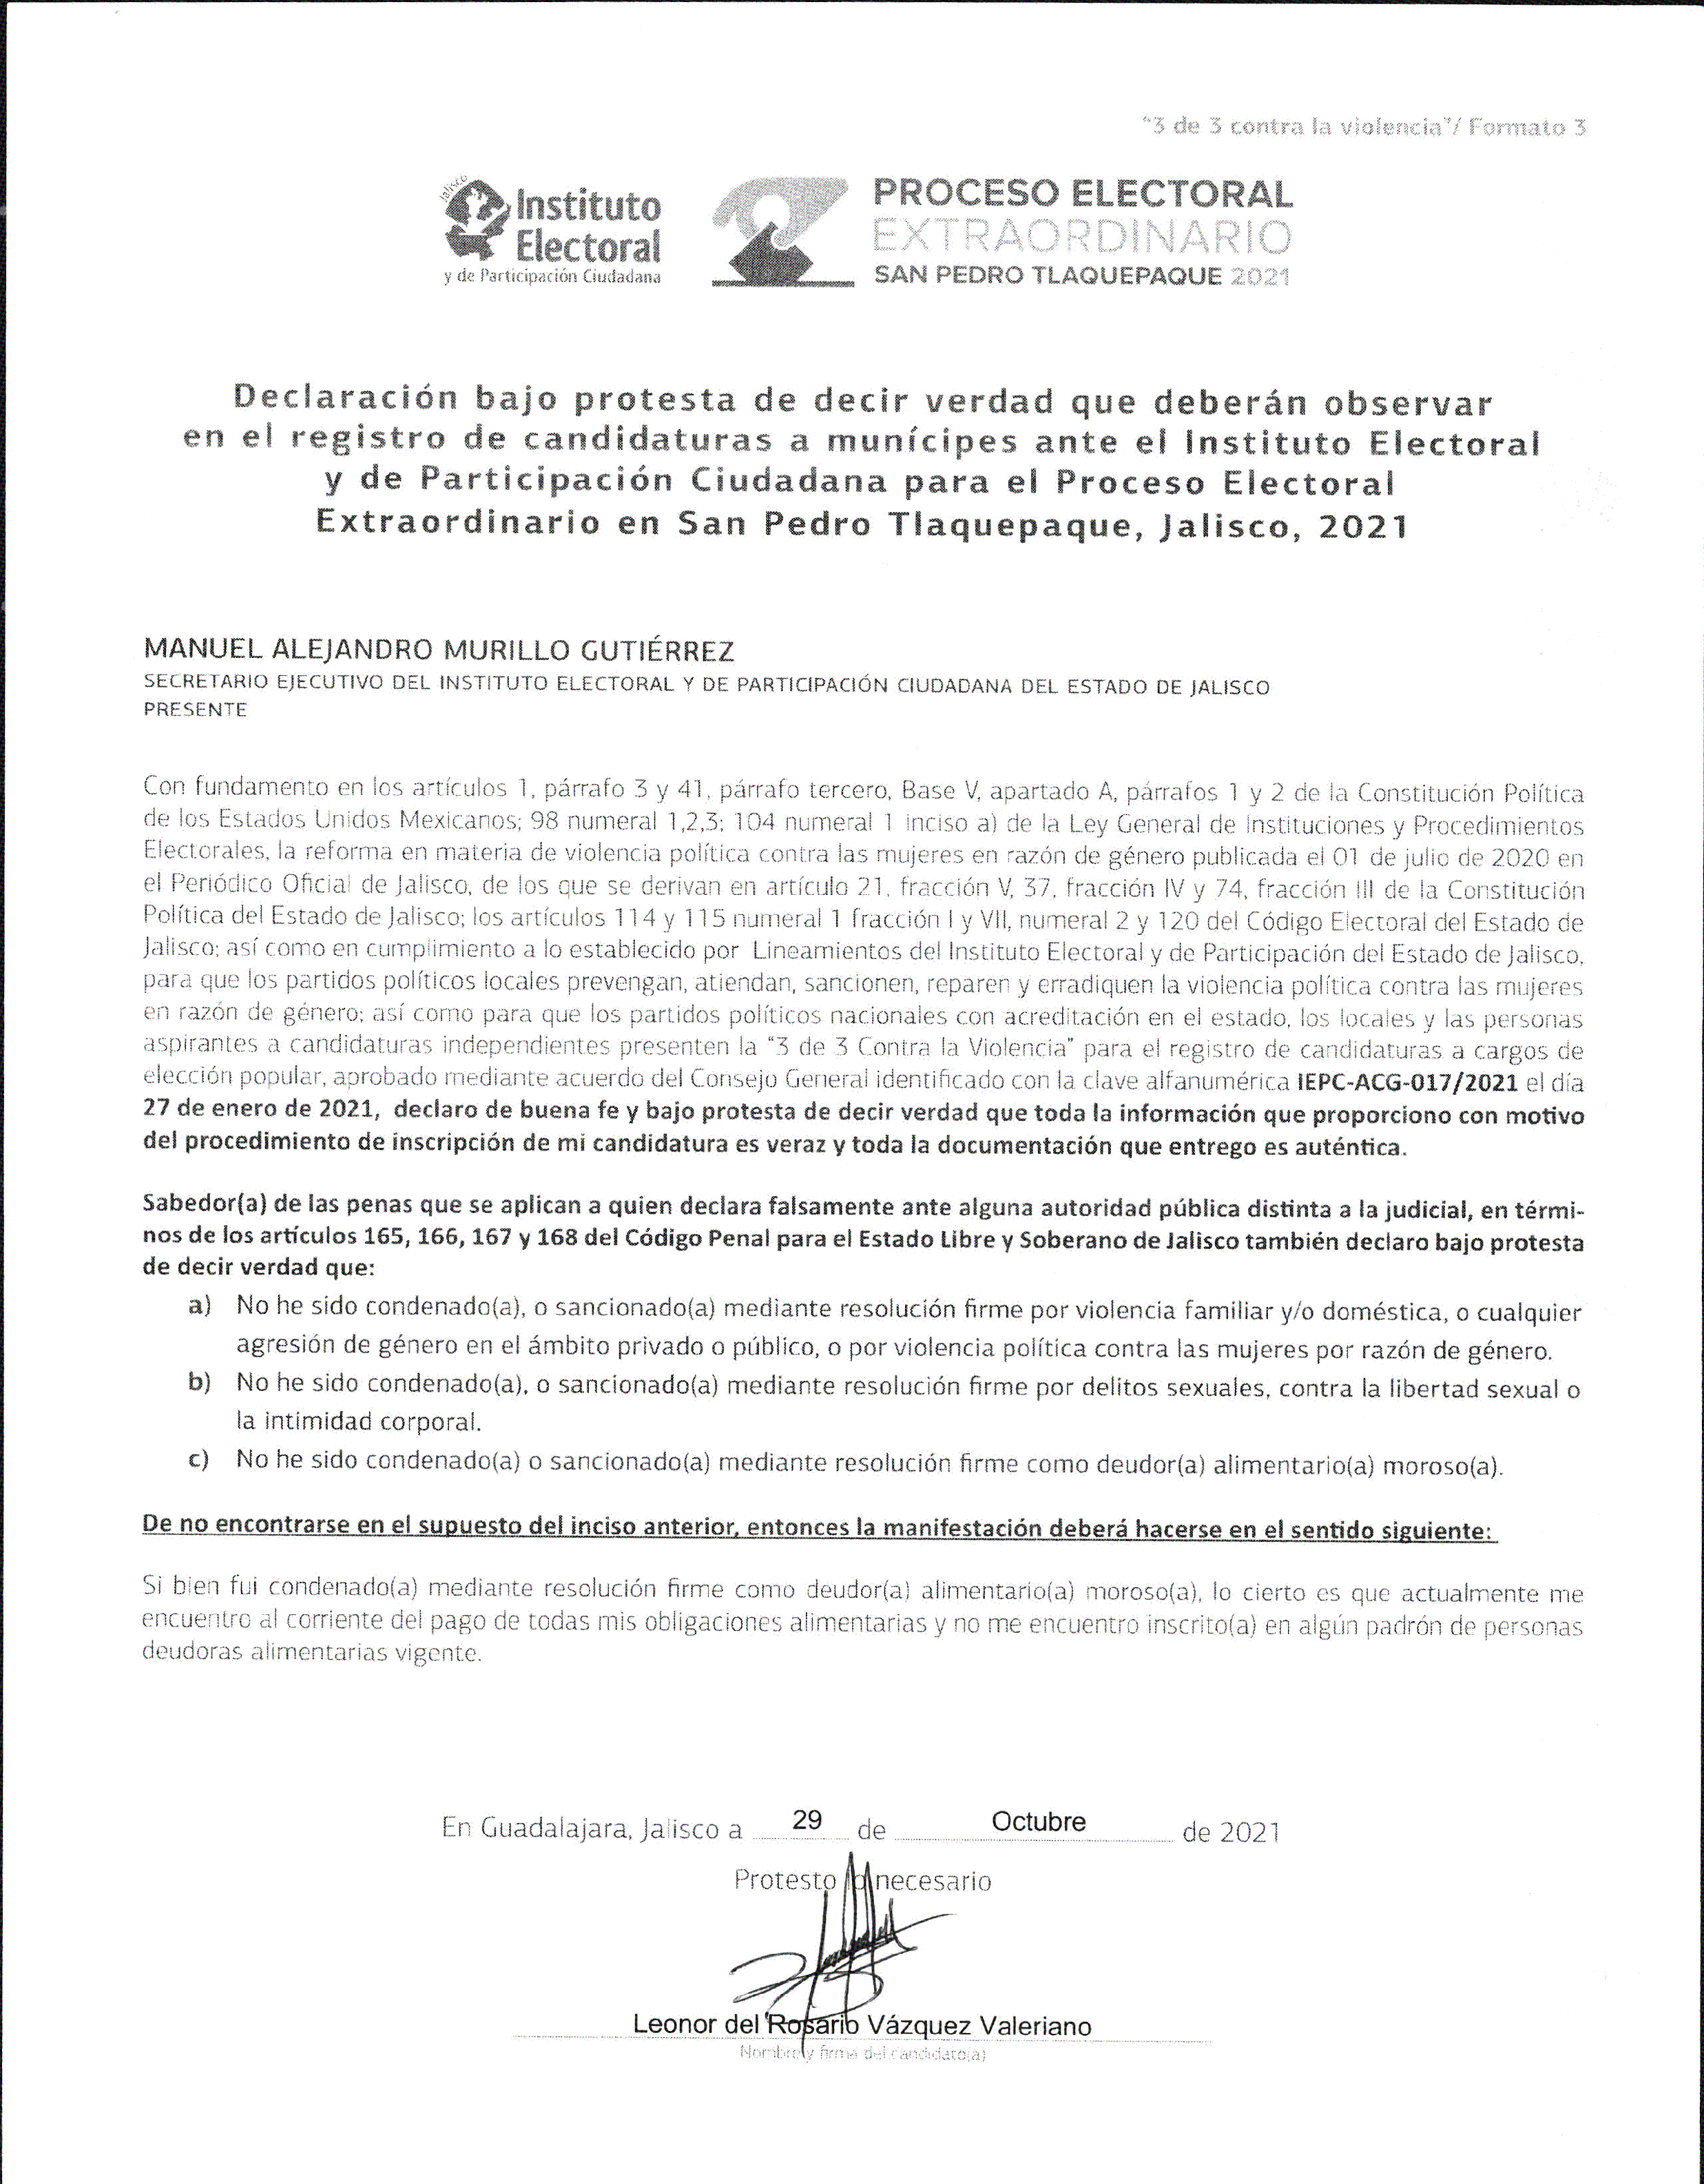 "3 de 3 contra la violencia"/ Formato 3
Jalisco
Instituto
Electoral
y de Participación Ciudadana
PROCESO ELECTORAL
EXTRAORDINARIO
SAN PEDRO TLAQUEPAQUE 2021
Declaración bajo protesta de decir verdad que deberán observar
en el registro de candidaturas a munícipes ante el Instituto Electoral
y de Participación Ciudadana para el Proceso Electoral
Extraordinario en San Pedro Tlaquepaque, Jalisco, 2021
MANUEL ALEJANDRO MURILLO GUTIÉRREZ
SECRETARIO EJECUTIVO DEL INSTITUTO ELECTORAL Y DE PARTICIPACIÓN CIUDADANA DEL ESTADO DE JALISCO
PRESENTE
Con fundamento en los artículos 1, párrafo 3 y 41, párrafo tercero, Base V, apartado A, párrafos 1 y 2 de la Constitución Política
de los Estados Unidos Mexicanos; 98 numeral 1,2,3; 104 numeral 1 inciso a) de la Ley General de Instituciones y Procedimientos
Electorales, la reforma en materia de violencia política contra las mujeres en razón de género publicada el 01 de julio de 2020 en
el Periódico Oficial de Jalisco, de los que se derivan en artículo 21, fracción V, 37, fracción IV y 74, fracción III de la Constitución
Política del Estado de Jalisco; los artículos 114 y 115 numeral 1 fracción I y VII, numeral 2 y 120 del Código Electoral del Estado de
Jalisco; así como en cumplimiento a lo establecido por Lineamientos del Instituto Electoral y de Participación del Estado de Jalisco,
para que los partidos políticos locales prevengan, atiendan, sancionen, reparen y erradiquen la violencia política contra las mujeres
en razón de género; así como para que los partidos políticos nacionales con acreditación en el estado, los locales y las personas
aspirantes a candidaturas independientes presenten la "3 de 3 Contra la Violencia" para el registro de candidaturas a cargos de
elección popular, aprobado mediante acuerdo del Consejo General identificado con la clave alfanumérica IEPC-ACG-017/2021 el día
27 de enero de 2021, declaro de buena fe y bajo protesta de decir verdad que toda la información que proporciono con motivo
del procedimiento de inscripción de mi candidatura es veraz y toda la documentación que entrego es auténtica.
Sabedor(a) de las penas que se aplican a quien declara falsamente ante alguna autoridad pública distinta a la judicial, en térmi-
nos de los artículos 165, 166, 167 y 168 del Código Penal para el Estado Libre y Soberano de Jalisco también declaro bajo protesta
de decir verdad que:
a) No he sido condenado(a), o sancionado(a) mediante resolución firme por violencia familiar y/o doméstica, o cualquier
agresión de género en el ámbito privado o público, o por violencia política contra las mujeres por razón de género.
b) No he sido condenado(a), o sancionado(a) mediante resolución firme por delitos sexuales, contra la libertad sexual o
la intimidad corporal.
c) No he sido condenado(a) o sancionado(a) mediante resolución firme como deudor(a) alimentario(a) moroso(a).
De no encontrarse en el supuesto del inciso anterior, entonces la manifestación deberá hacerse en el sentido siguiente:
Si bien fui condenado(a) mediante resolución firme como deudor(a) alimentario(a) moroso(a), lo cierto es que actualmente me
encuentro al corriente del pago de todas mis obligaciones alimentarias y no me encuentro inscrito(a) en algún padrón de personas
deudoras alimentarias vigente.
En Guadalajara, Jalisco a 29 de Octubre de 2021
Protesto lo necesario
Leonor del Rosario Vázquez Valeriano
Nombre y firma del candidato(a)